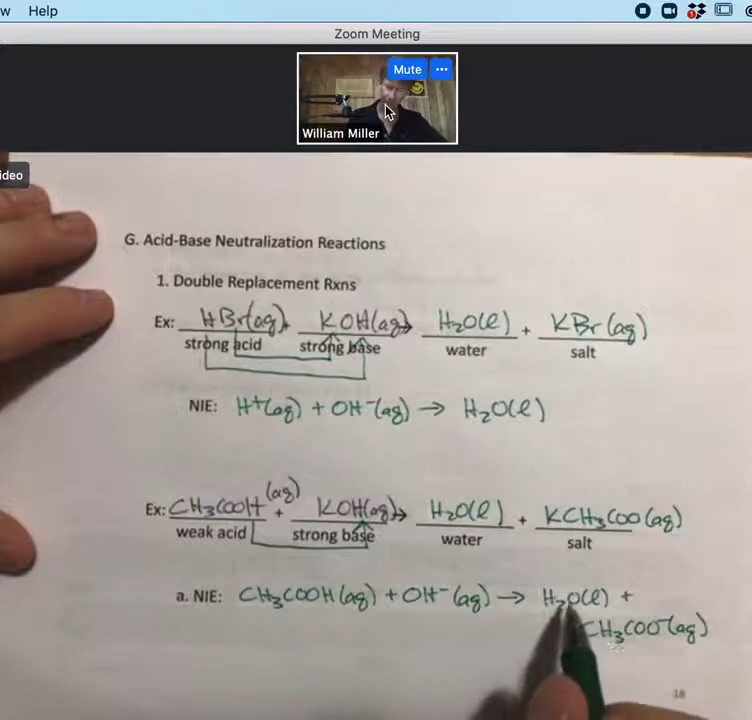 w Help
Zoom Meeting
Mute ...
William Miller
ideo
G. Acid-Base Neutralization Reactions
1. Double Replacement Rxns
Ex: HBr(aq) + KOH(aq) → H₂O(l) + KBr(aq)
strong acid strong base water salt
NIE: H⁺(aq) + OH⁻(aq) → H₂O(l)
Ex: CH₃COOH (aq) + KOH(aq) → H₂O(l) + KCH₃COO(aq)
weak acid strong base water salt
a. NIE: CH₃COOH(aq) + OH⁻(aq) → H₂O(l) +
CH₃COO⁻(aq)
18